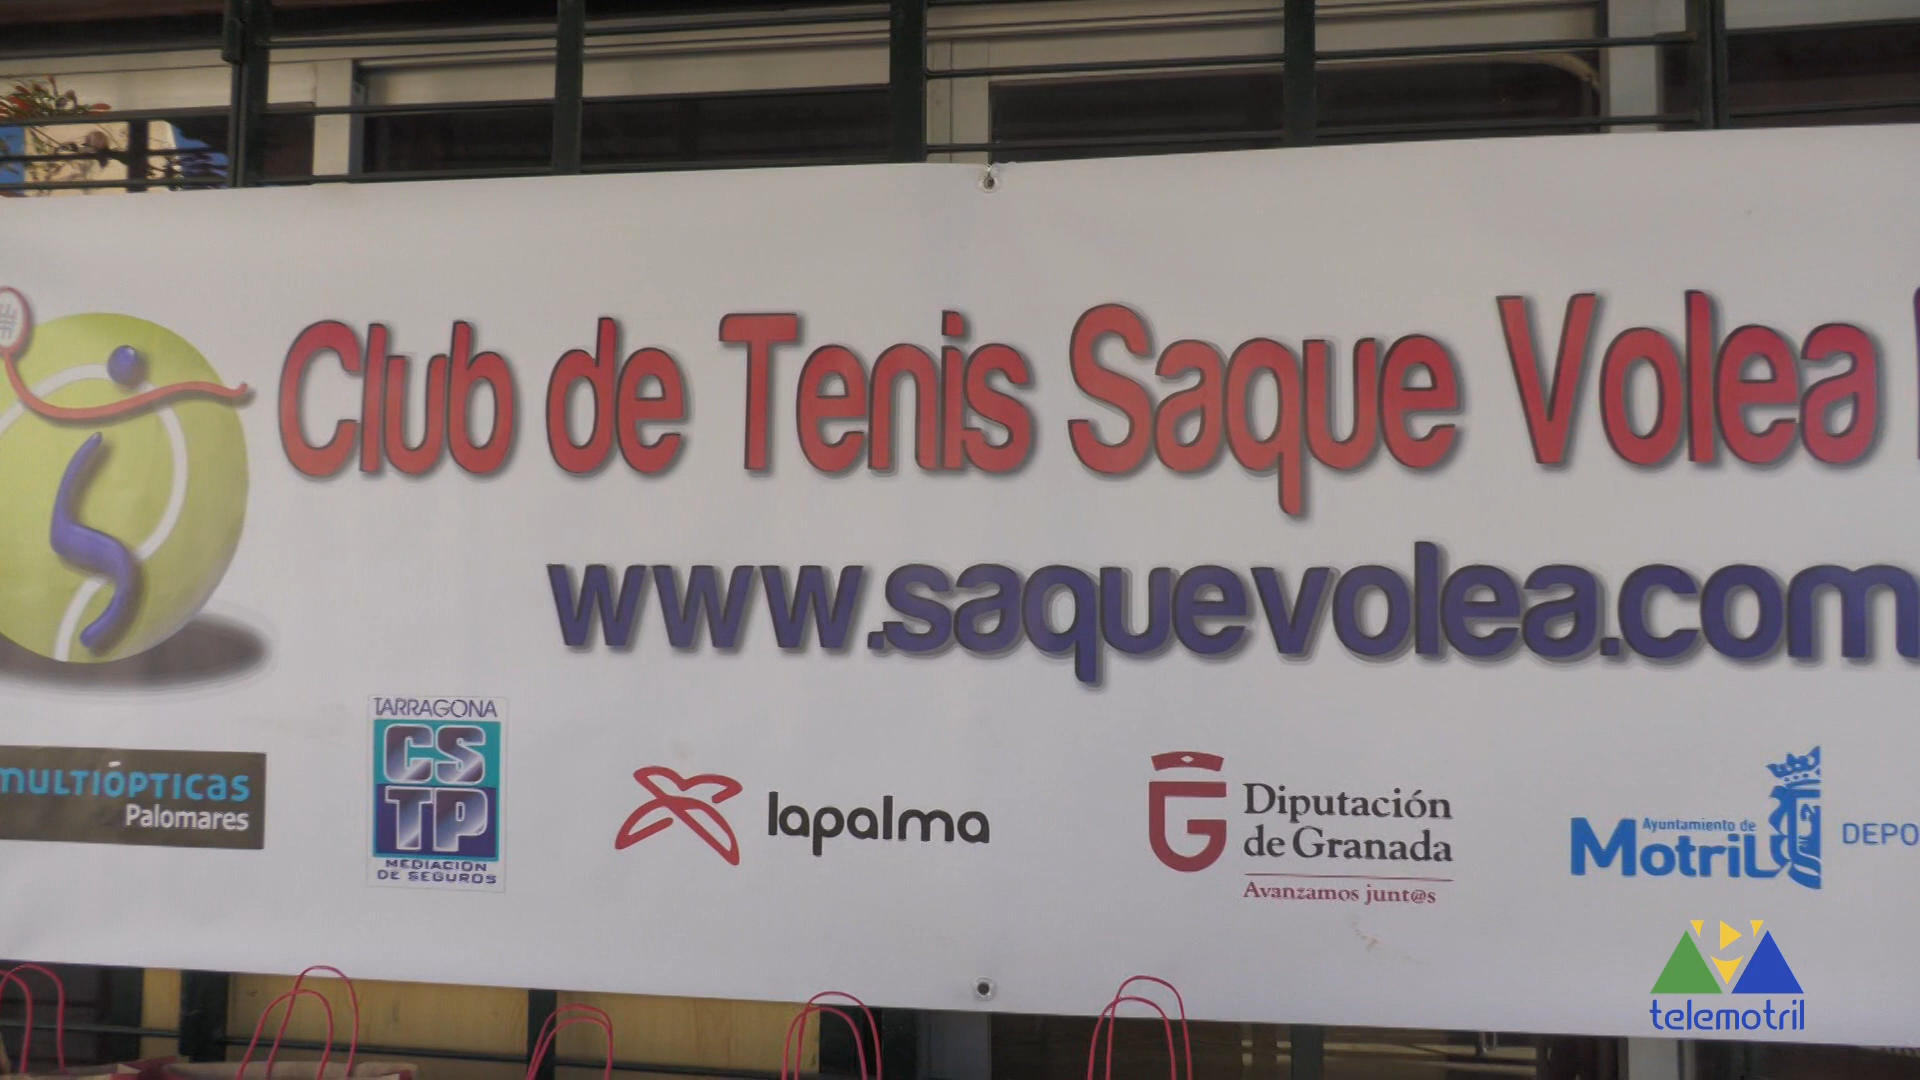 Club de Tenis Saque Volea
www.saquevolea.com
MULTIÓPTICAS
Palomares
TARRAGONA
CS
TP
MEDIACIÓN
DE SEGUROS
lapalma
Diputación
de Granada
Avanzamos junt@s
Ayuntamiento de
Motril
DEPO
telemotril